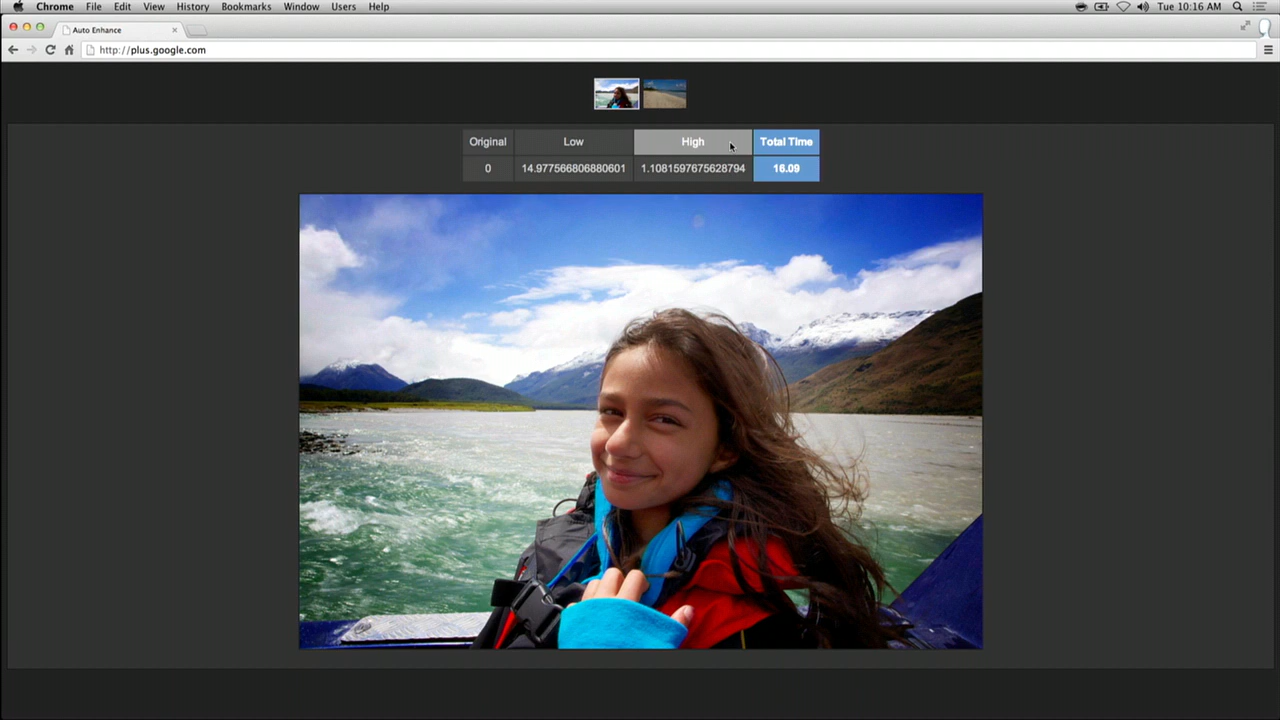 Chrome File Edit View History Bookmarks Window Users Help Tue 10:16 AM
Auto Enhance
http://plus.google.com
Original Low High Total Time
0 14.977566806880601 1.1081597675628794 16.09